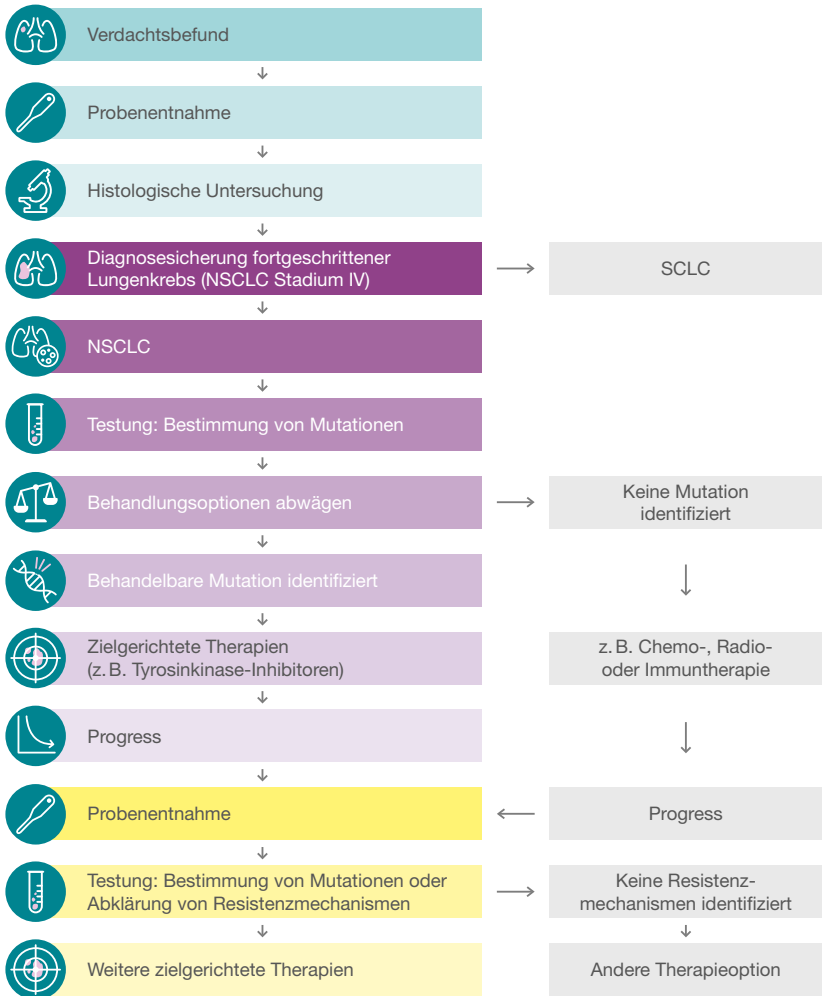 Verdachtsbefund
Probenentnahme
Histologische Untersuchung
Diagnosesicherung fortgeschrittener
Lungenkrebs (NSCLC Stadium IV)
SCLC
NSCLC
Testung: Bestimmung von Mutationen
Behandlungsoptionen abwägen
Keine Mutation
identifiziert
Behandelbare Mutation identifiziert
Zielgerichtete Therapien
(z. B. Tyrosinkinase-Inhibitoren)
z. B. Chemo-, Radio-
oder Immuntherapie
Progress
Probenentnahme
Progress
Testung: Bestimmung von Mutationen oder
Abklärung von Resistenzmechanismen
Keine Resistenz-
mechanismen identifiziert
Weitere zielgerichtete Therapien
Andere Therapieoption